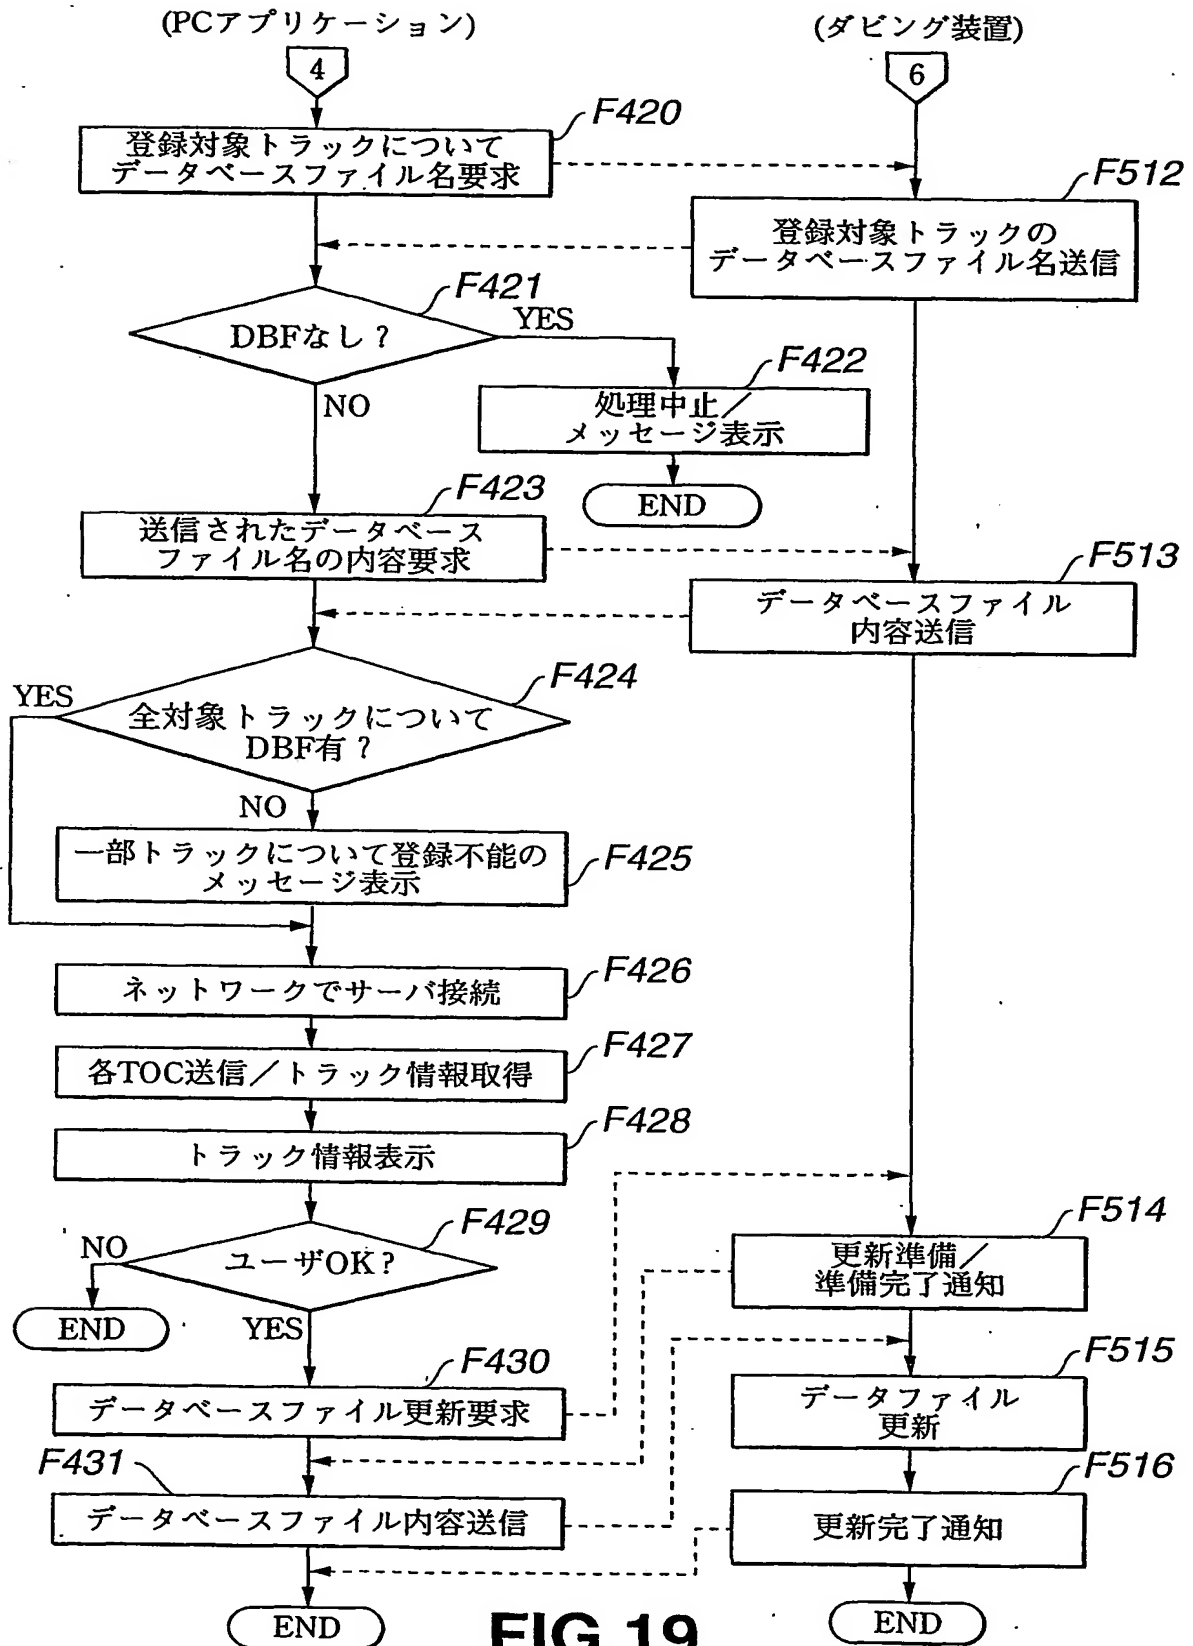 (PCアプリケーション)
(ダビング装置)
4
6
F420
登録対象トラックについて
データベースファイル名要求
F512
登録対象トラックの
データベースファイル名送信
F421
DBFなし?
YES
NO
F422
処理中止/
メッセージ表示
END
F423
送信されたデータベース
ファイル名の内容要求
F513
データベースファイル
内容送信
F424
YES
全対象トラックについて
DBF有?
NO
一部トラックについて登録不能の
メッセージ表示
F425
F426
ネットワークでサーバ接続
F427
各TOC送信/トラック情報取得
F428
トラック情報表示
F429
NO
ユーザOK?
END
YES
F514
更新準備/
準備完了通知
F430
データベースファイル更新要求
F515
データファイル
更新
F431
データベースファイル内容送信
F516
更新完了通知
END
END
FIG.19